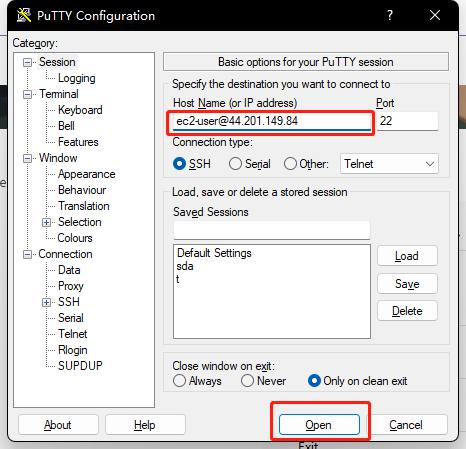 PuTTY Configuration
Category:
Session
Logging
Terminal
Keyboard
Bell
Features
Window
Appearance
Behaviour
Translation
Selection
Colours
Connection
Data
Proxy
SSH
Serial
Telnet
Rlogin
SUPDUP
Basic options for your PuTTY session
Specify the destination you want to connect to
Host Name (or IP address) Port
ec2-user@44.201.149.84 22
Connection type:
SSH Serial Other: Telnet
Load, save or delete a stored session
Saved Sessions
Default Settings
sda
t
Load
Save
Delete
Close window on exit:
Always Never Only on clean exit
About Help Open Cancel
Exit